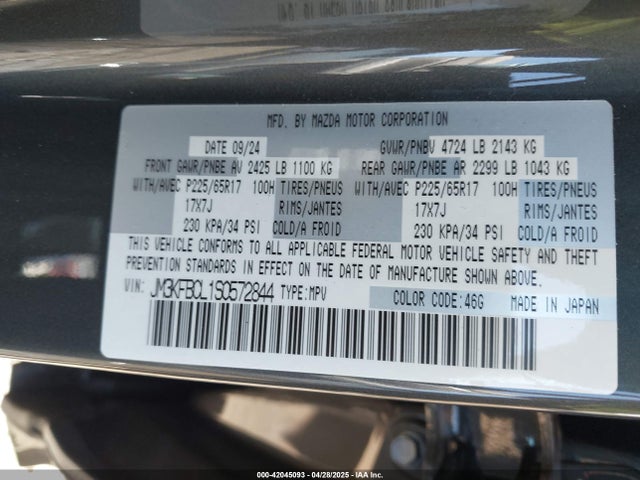 MFD. BY MAZDA MOTOR CORPORATION
DATE 09/24 GVWR/PNBV 4724 LB 2143 KG
FRONT GAWR/PNBE AV 2425 LB 1100 KG REAR GAWR/PNBE AR 2299 LB 1043 KG
WITH/AVEC P225/65R17 100H TIRES/PNEUS WITH/AVEC P225/65R17 100H TIRES/PNEUS
17X7J RIMS/JANTES 17X7J RIMS/JANTES
230 KPA/34 PSI COLD/A FROID 230 KPA/34 PSI COLD/A FROID
THIS VEHICLE CONFORMS TO ALL APPLICABLE FEDERAL MOTOR VEHICLE SAFETY AND THEFT
PREVENTION STANDARDS IN EFFECT ON THE DATE OF MANUFACTURE SHOWN ABOVE.
VIN: JM3KFBCL1S0572844 TYPE:MPV COLOR CODE:46G MADE IN JAPAN
000-42045093 - 04/28/2025 - IAA Inc.